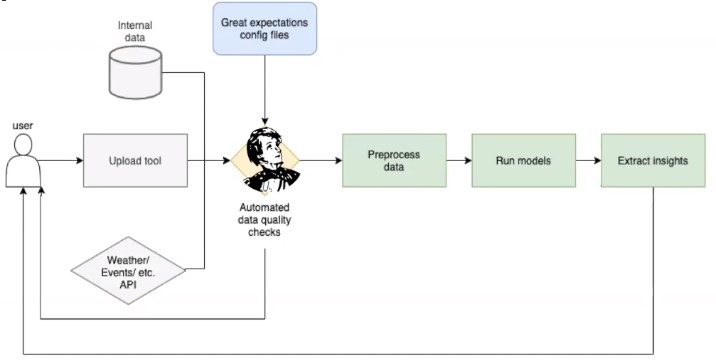 Great expectations
config files
Internal
data
user
Upload tool
Preprocess
data
Run models
Extract insights
Automated
data quality
checks
Weather/
Events/ etc.
API